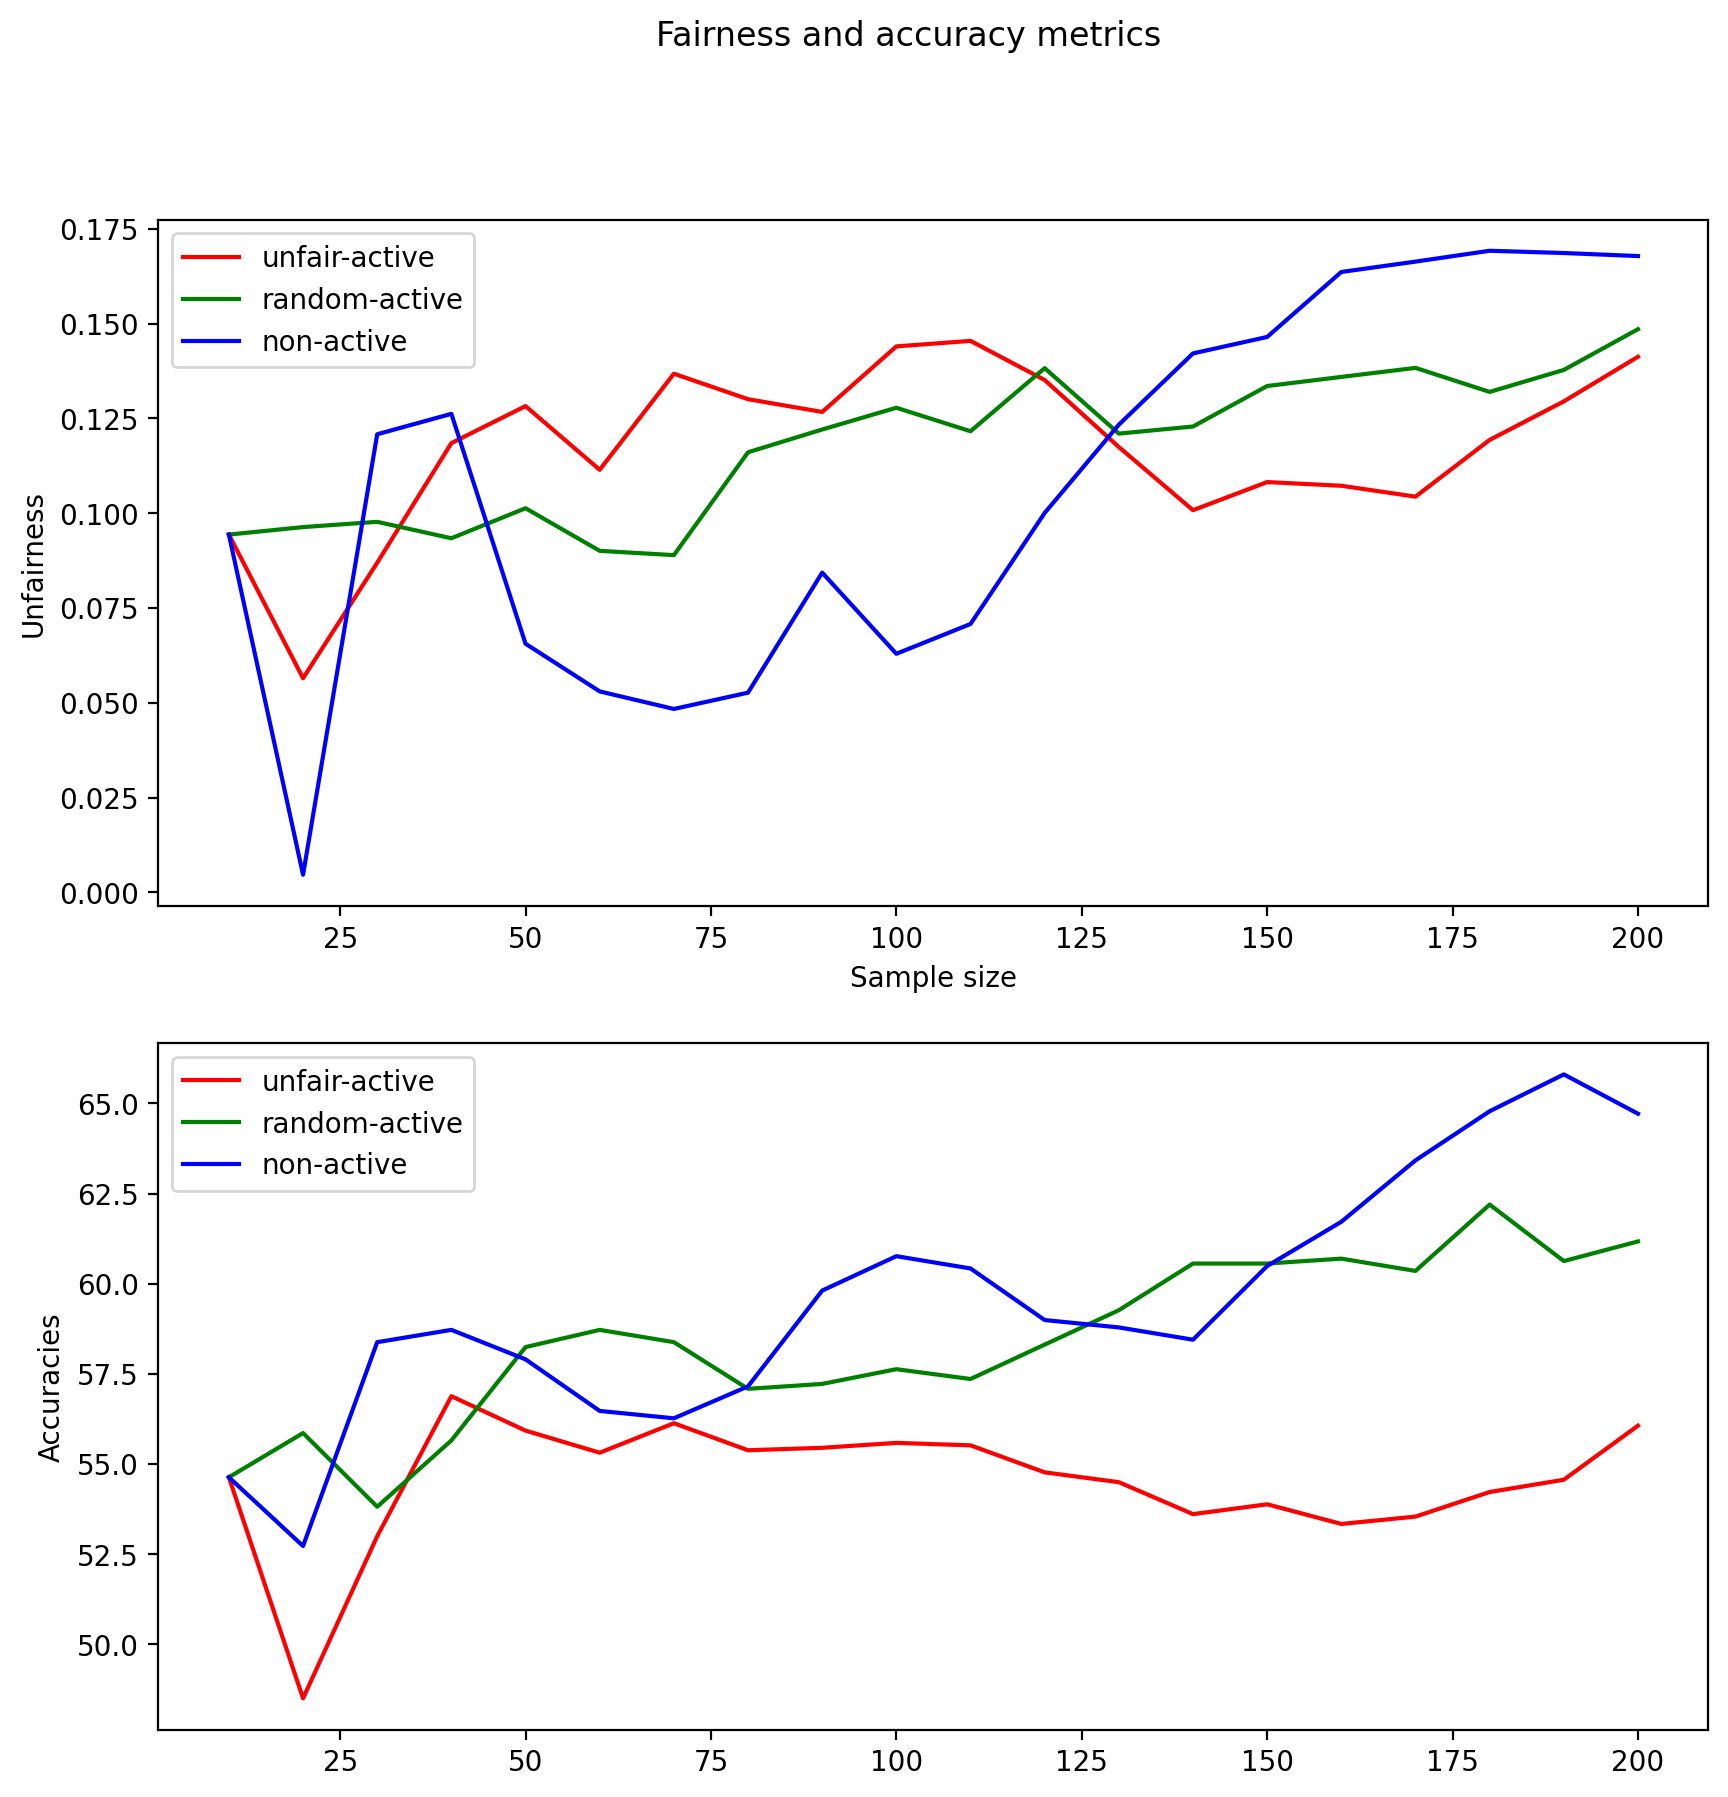 Fairness and accuracy metrics
0.175
0.150
0.125
0.100
0.075
0.050
0.025
0.000
Unfairness
unfair-active
random-active
non-active
25 50 75 100 125 150 175 200
Sample size
65.0
62.5
60.0
57.5
55.0
52.5
50.0
Accuracies
unfair-active
random-active
non-active
25 50 75 100 125 150 175 200